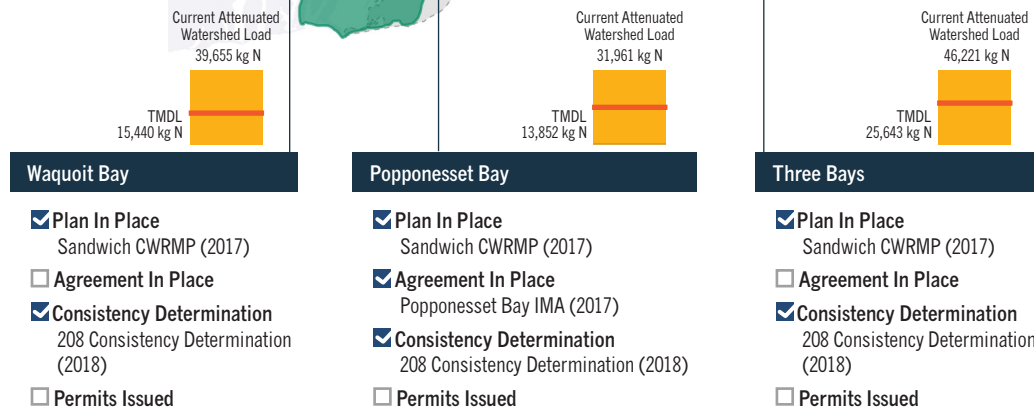 Current Attenuated
Watershed Load
39,655 kg N
TMDL
15,440 kg N
Waquoit Bay
Plan In Place
Sandwich CWRMP (2017)
Agreement In Place
Consistency Determination
208 Consistency Determination
(2018)
Permits Issued
Current Attenuated
Watershed Load
31,961 kg N
TMDL
13,852 kg N
Popponesset Bay
Plan In Place
Sandwich CWRMP (2017)
Agreement In Place
Popponesset Bay IMA (2017)
Consistency Determination
208 Consistency Determination (2018)
Permits Issued
Current Attenuated
Watershed Load
46,221 kg N
TMDL
25,643 kg N
Three Bays
Plan In Place
Sandwich CWRMP (2017)
Agreement In Place
Consistency Determination
208 Consistency Determination
(2018)
Permits Issued